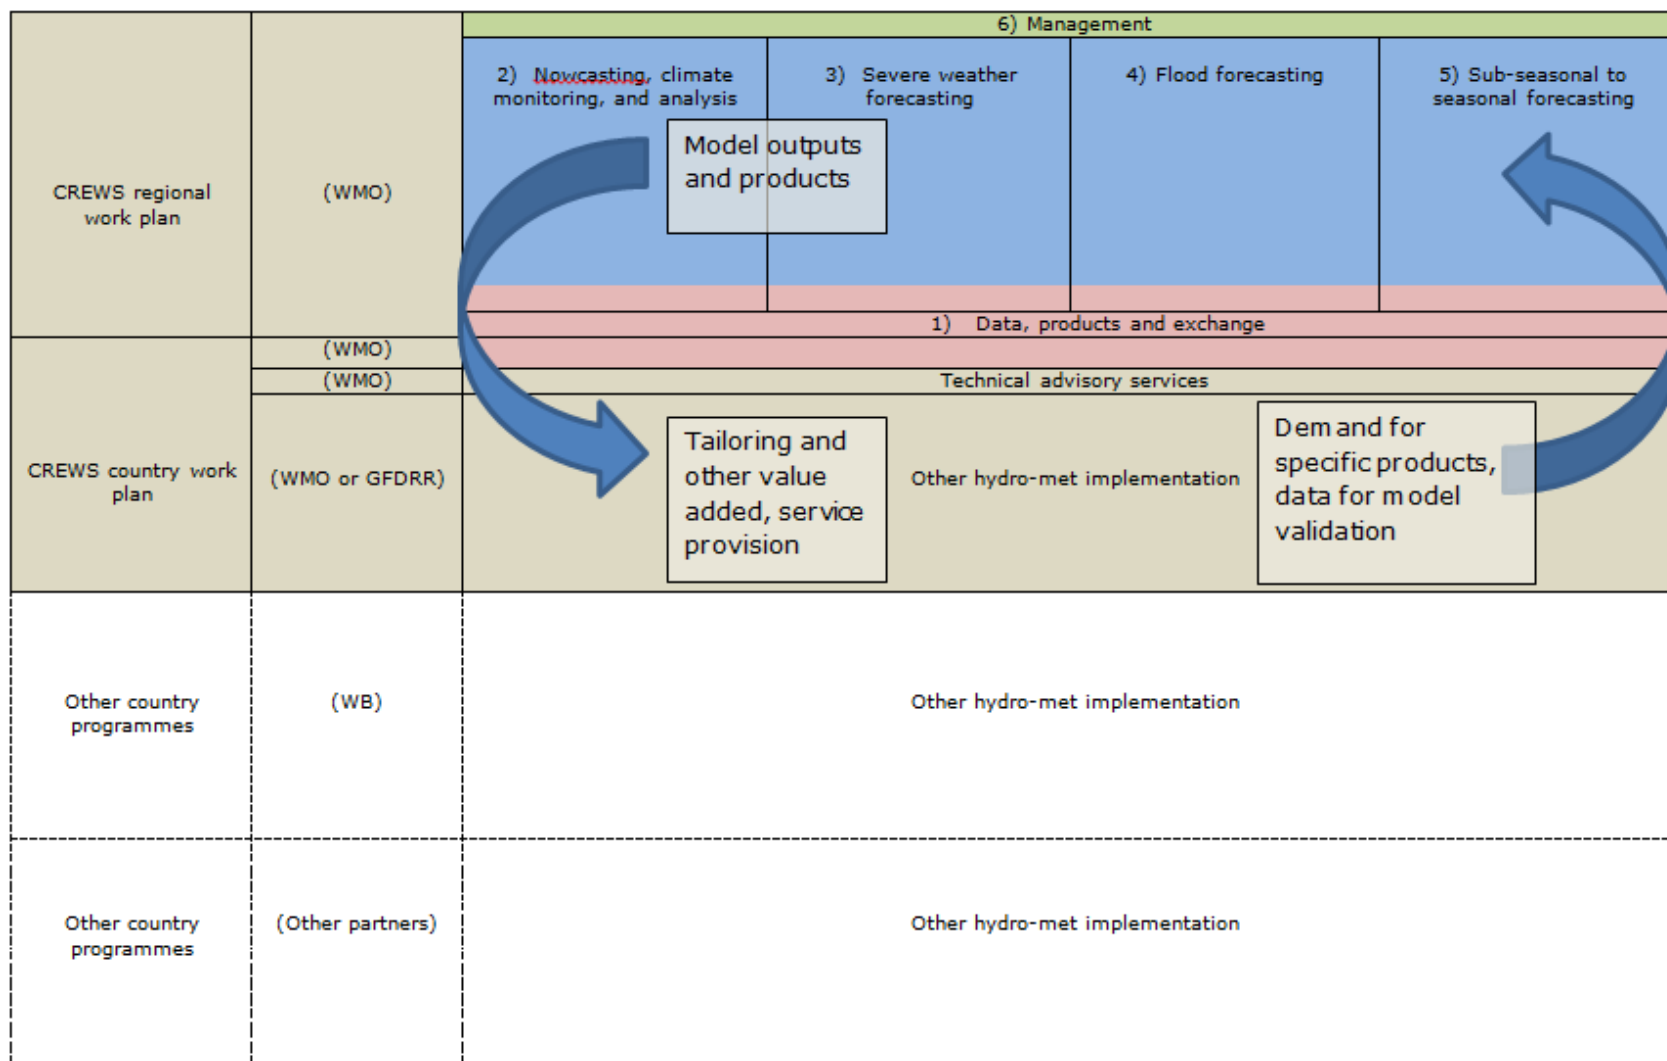 6) Management
2) Nowcasting, climate
monitoring, and analysis
3) Severe weather
forecasting
4) Flood forecasting
5) Sub-seasonal to
seasonal forecasting
Model outputs
and products
CREWS regional
work plan
(WMO)
1) Data, products and exchange
(WMO)
(WMO)
Technical advisory services
CREWS country work
plan
(WMO or GFDRR)
Tailoring and
other value
added, service
provision
Other hydro-met implementation
Demand for
specific products,
data for model
validation
Other country
programmes
(WB)
Other hydro-met implementation
Other country
programmes
(Other partners)
Other hydro-met implementation